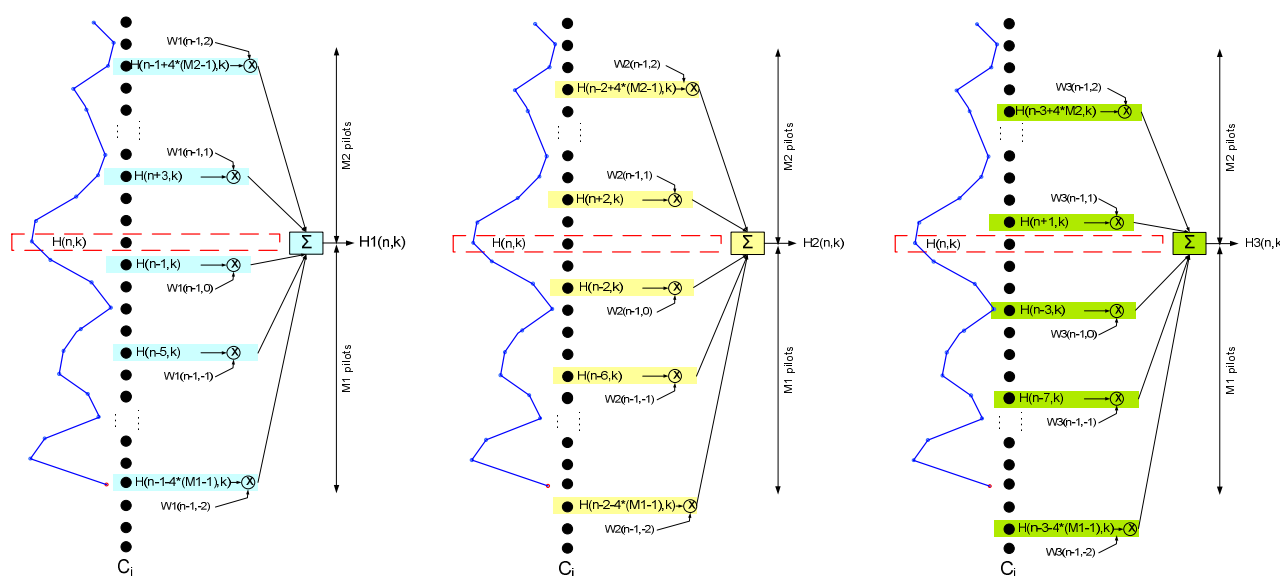 W1(n-1,2)
H(n-1+4*(M2-1),k)
X
W1(n-1,1)
H(n+3,k)
X
M2 pilots
H(n,k)
Σ
H1(n,k)
H(n-1,k)
X
W1(n-1,0)
H(n-5,k)
X
W1(n-1,-1)
M1 pilots
H(n-1-4*(M1-1),k)
X
W1(n-1,-2)
Ci
W2(n-1,2)
H(n-2+4*(M2-1),k)
X
W2(n-1,1)
H(n+2,k)
X
M2 pilots
H(n,k)
Σ
H2(n,k)
H(n-2,k)
X
W2(n-1,0)
H(n-6,k)
X
W2(n-1,-1)
M1 pilots
H(n-2-4*(M1-1),k)
X
W2(n-1,-2)
Ci
W3(n-1,2)
H(n-3+4*M2,k)
X
W3(n-1,1)
H(n+1,k)
X
M2 pilots
H(n,k)
Σ
H3(n,k
H(n-3,k)
X
W3(n-1,0)
H(n-7,k)
X
W3(n-1,-1)
M1 pilots
H(n-3-4*(M1-1),k)
X
W3(n-1,-2)
Ci